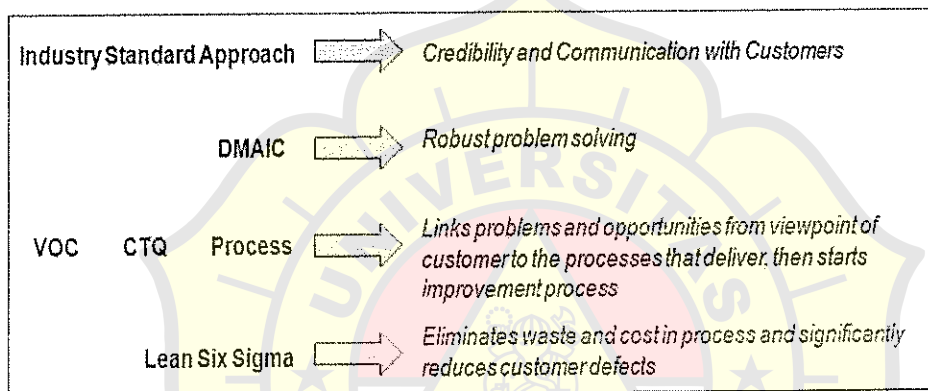 Industry Standard Approach Credibility and Communication with Customers
DMAIC Robust problem solving
VOC CTQ Process Links problems and opportunities from viewpoint of
customer to the processes that deliver, then starts
improvement process
Lean Six Sigma Eliminates waste and cost in process and significantly
reduces customer defects
UNIVERSITAS